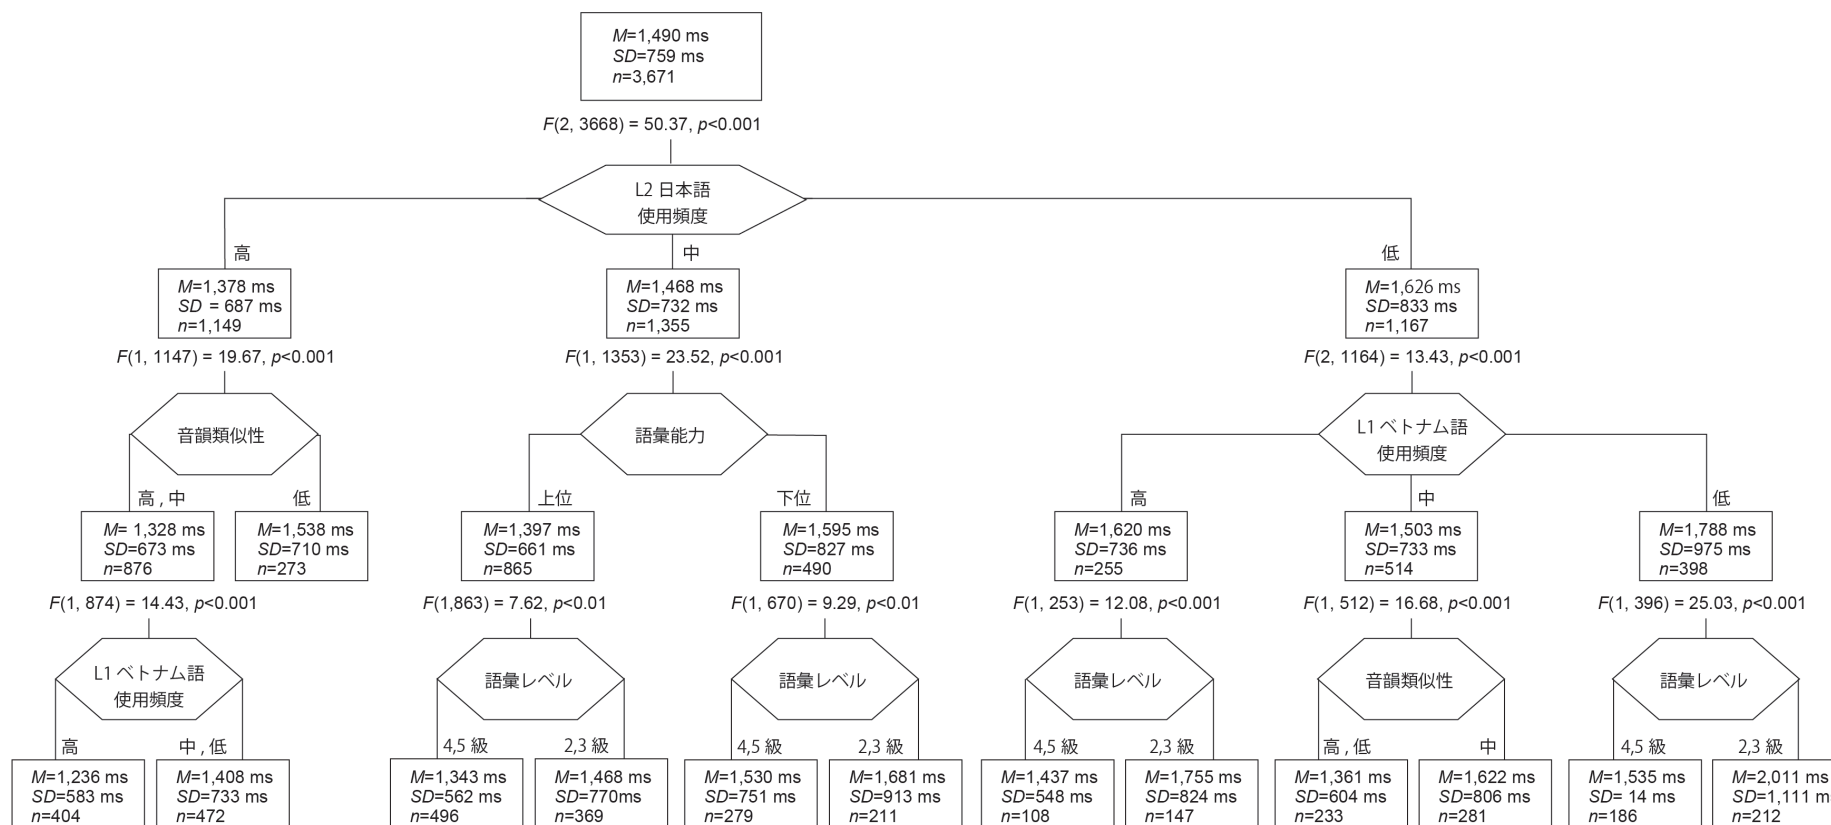 M=1,490 ms
SD=759 ms
n=3,671
F(2, 3668) = 50.37, p<0.001
L2 日本語
使用頻度
高
中
低
M=1,378 ms
SD = 687 ms
n=1,149
M=1,468 ms
SD=732 ms
n=1,355
M=1,626 ms
SD=833 ms
n=1,167
F(1, 1147) = 19.67, p<0.001
F(1, 1353) = 23.52, p<0.001
F(2, 1164) = 13.43, p<0.001
音韻類似性
語彙能力
L1 ベトナム語
使用頻度
高 , 中
低
上位
下位
高
中
低
M= 1,328 ms
SD=673 ms
n=876
M=1,538 ms
SD=710 ms
n=273
M=1,397 ms
SD=661 ms
n=865
M=1,595 ms
SD=827 ms
n=490
M=1,620 ms
SD=736 ms
n=255
M=1,503 ms
SD=733 ms
n=514
M=1,788 ms
SD=975 ms
n=398
F(1, 874) = 14.43, p<0.001
F(1,863) = 7.62, p<0.01
F(1, 670) = 9.29, p<0.01
F(1, 253) = 12.08, p<0.001
F(1, 512) = 16.68, p<0.001
F(1, 396) = 25.03, p<0.001
L1 ベトナム語
使用頻度
語彙レベル
語彙レベル
語彙レベル
音韻類似性
語彙レベル
高
中 , 低
4,5 級
2,3 級
4,5 級
2,3 級
4,5 級
2,3 級
高 , 低
中
4,5 級
2,3 級
M=1,236 ms
SD=583 ms
n=404
M=1,408 ms
SD=733 ms
n=472
M=1,343 ms
SD=562 ms
n=496
M=1,468 ms
SD=770ms
n=369
M=1,530 ms
SD=751 ms
n=279
M=1,681 ms
SD=913 ms
n=211
M=1,437 ms
SD=548 ms
n=108
M=1,755 ms
SD=824 ms
n=147
M=1,361 ms
SD=604 ms
n=233
M=1,622 ms
SD=806 ms
n=281
M=1,535 ms
SD= 14 ms
n=186
M=2,011 ms
SD=1,111 m
n=212